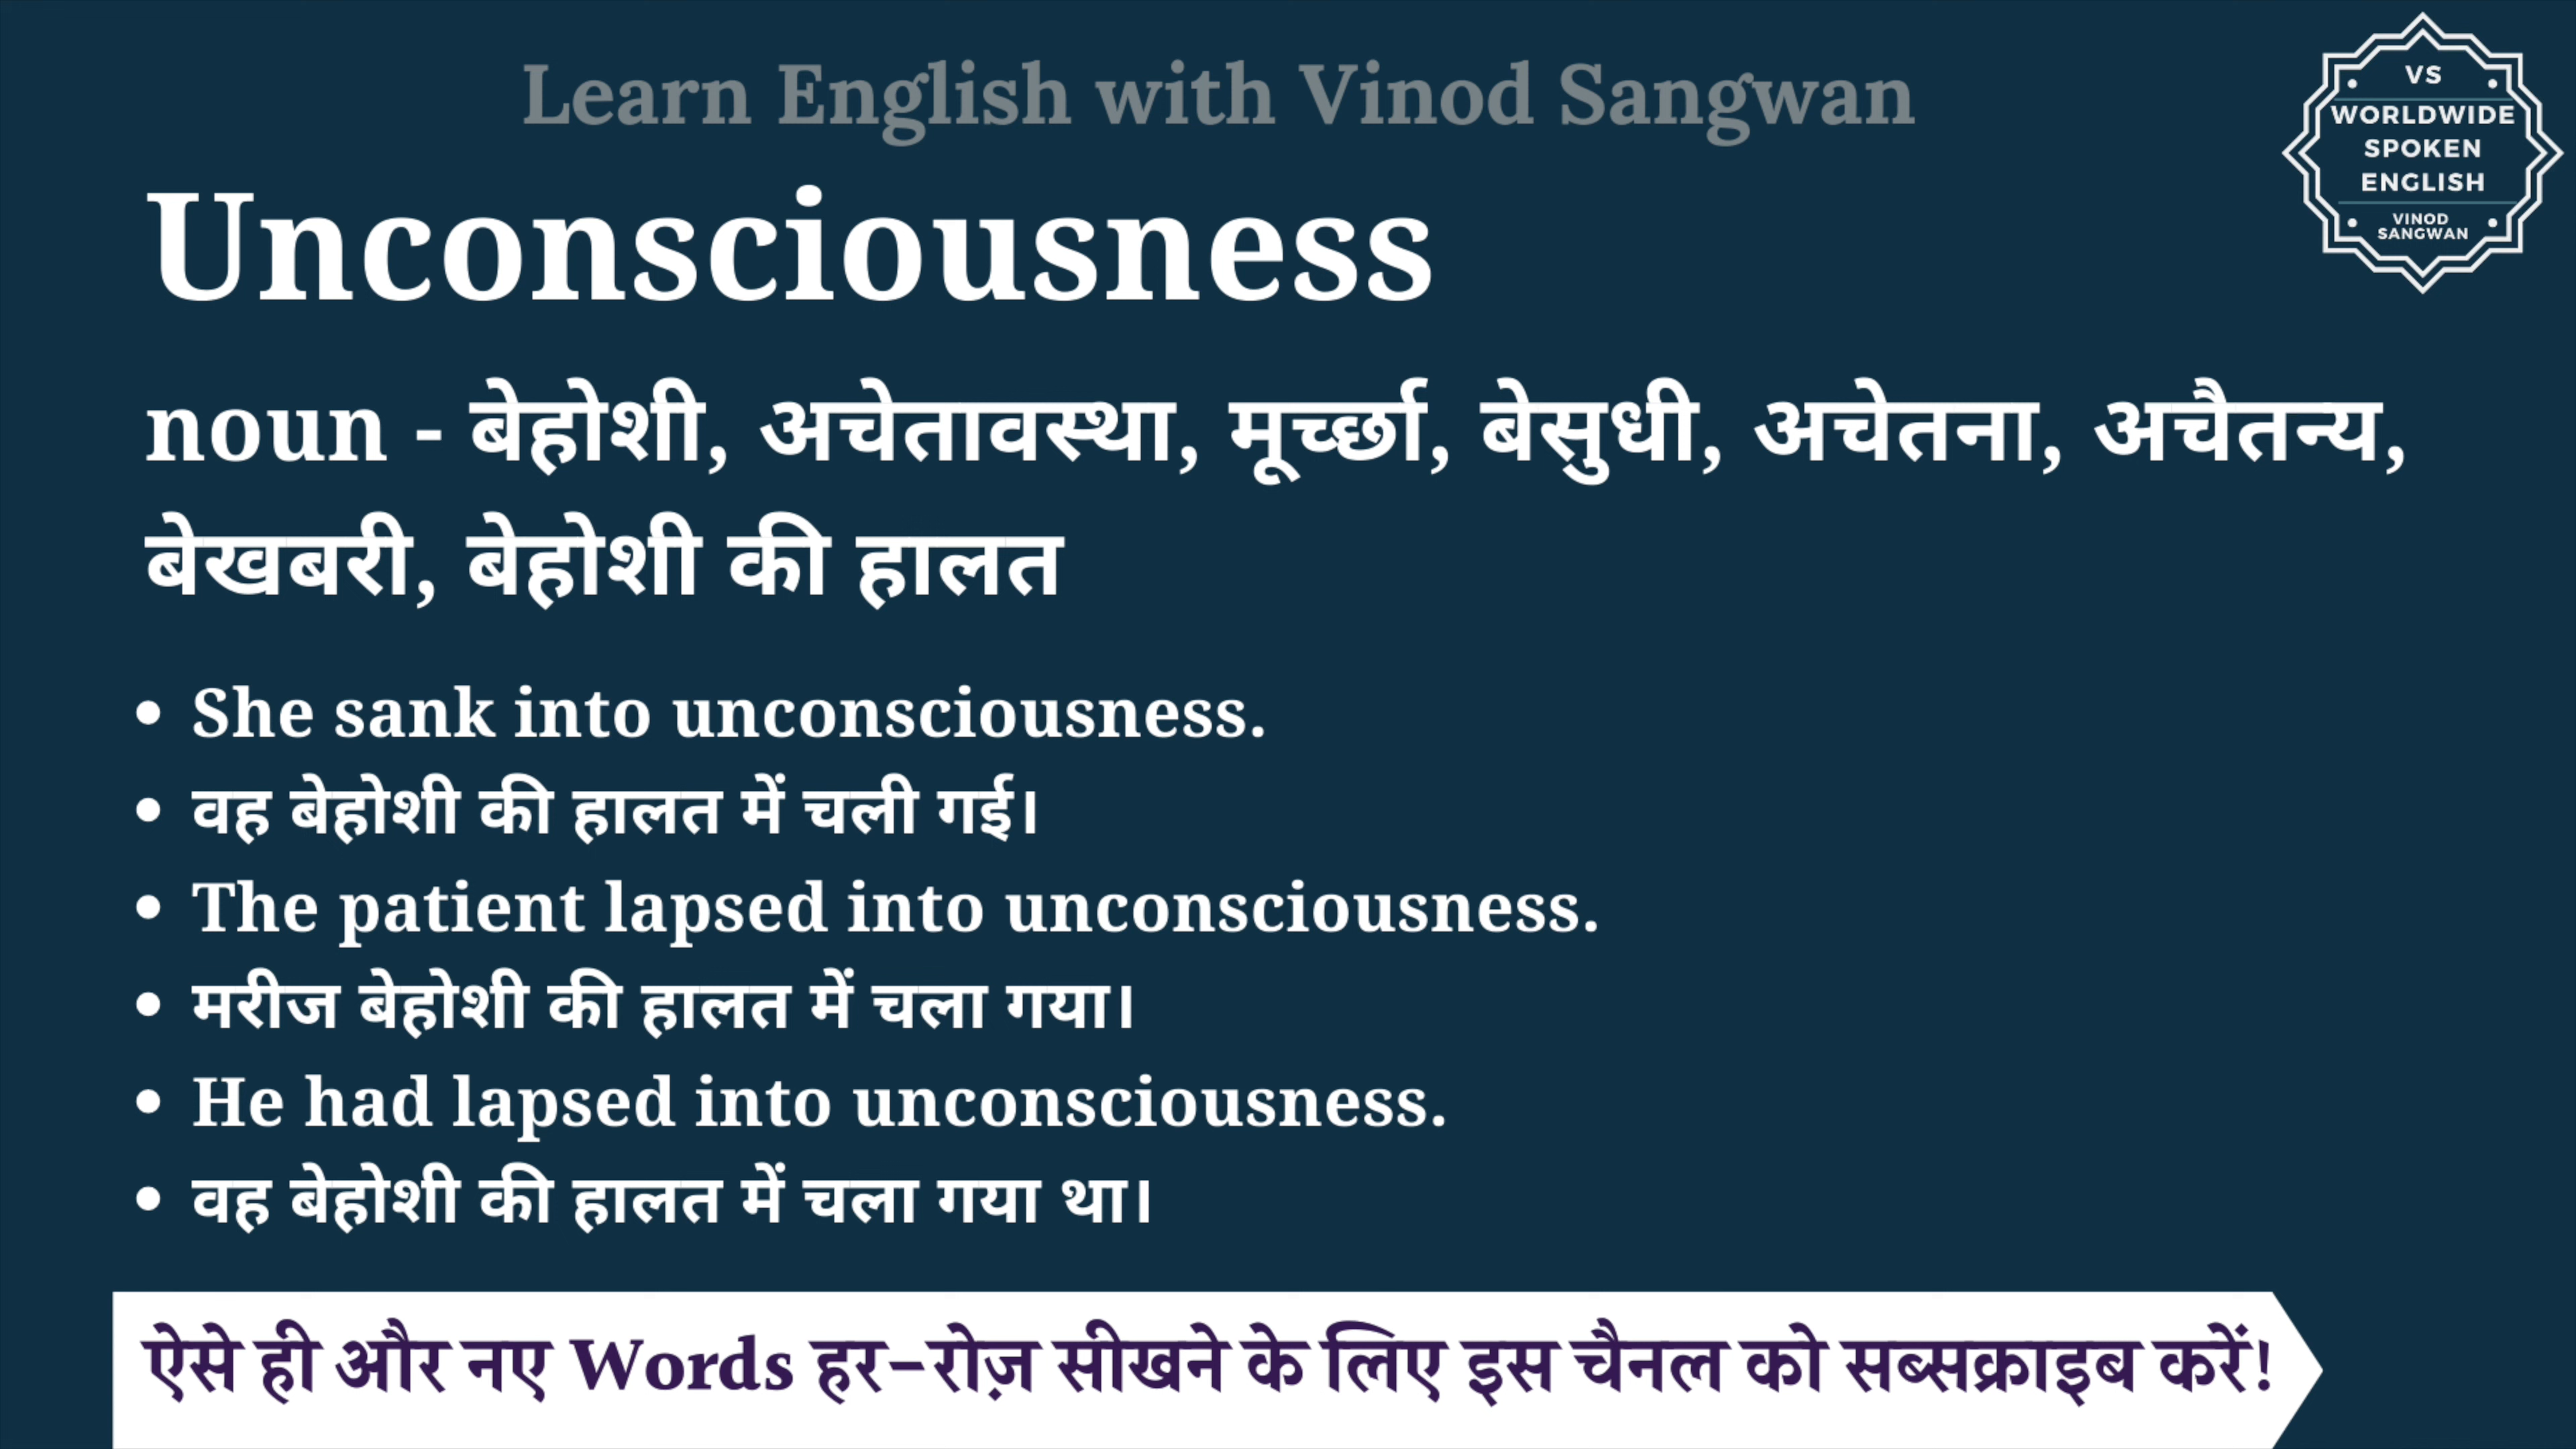 Learn English with Vinod Sangwan
VS
WORLDWIDE
SPOKEN
ENGLISH
VINOD
SANGWAN
Unconsciousness
noun - बेहोशी, अचेतावस्था, मूर्च्छा, बेसुधी, अचेतना, अचैतन्य,
बेखबरी, बेहोशी की हालत
• She sank into unconsciousness.
• वह बेहोशी की हालत में चली गई।
• The patient lapsed into unconsciousness.
• मरीज बेहोशी की हालत में चला गया।
• He had lapsed into unconsciousness.
• वह बेहोशी की हालत में चला गया था।
ऐसे ही और नए Words हर-रोज़ सीखने के लिए इस चैनल को सब्सक्राइब करें!